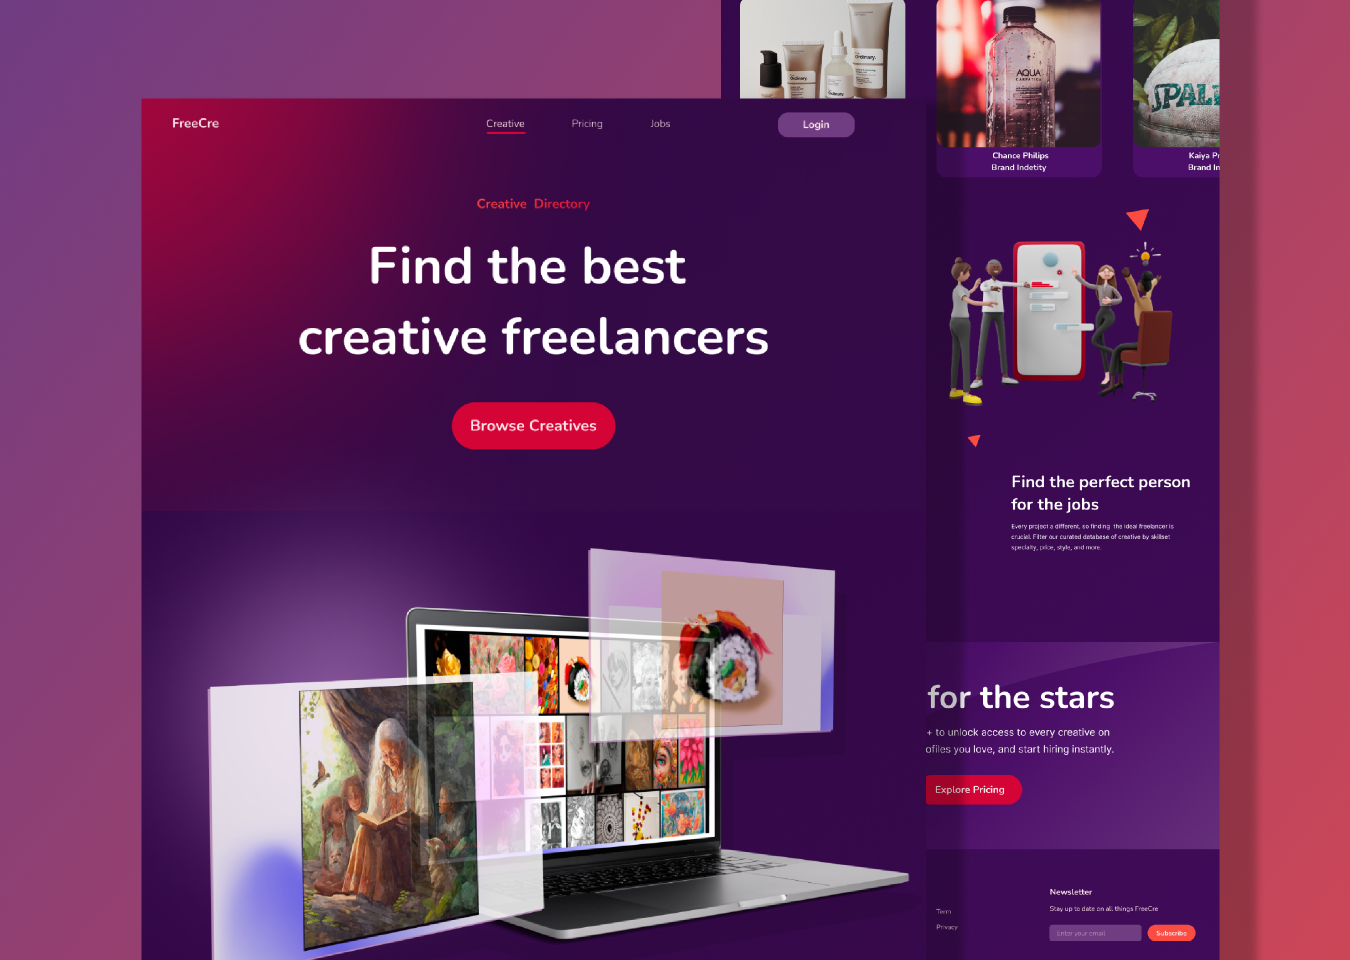 FreeCre
Creative
Pricing
Jobs
Login
Creative Directory
Find the best
creative freelancers
Browse Creatives
Ordinary.
Ordinary.
Ordinary.
AQUA
Chance Philips
Brand Indetity
SPAL
Kaiya Pr
Brand In
Find the perfect person
for the jobs
Every project a different, so finding the ideal freelancer is
crucial. Filter our curated database of creative by skillset
specialty, price, style, and more.
for the stars
+ to unlock access to every creative on
ofiles you love, and start hiring instantly.
Explore Pricing
Term
Privacy
Newsletter
Stay up to date on all things FreeCre
Enter your email
Subscribe